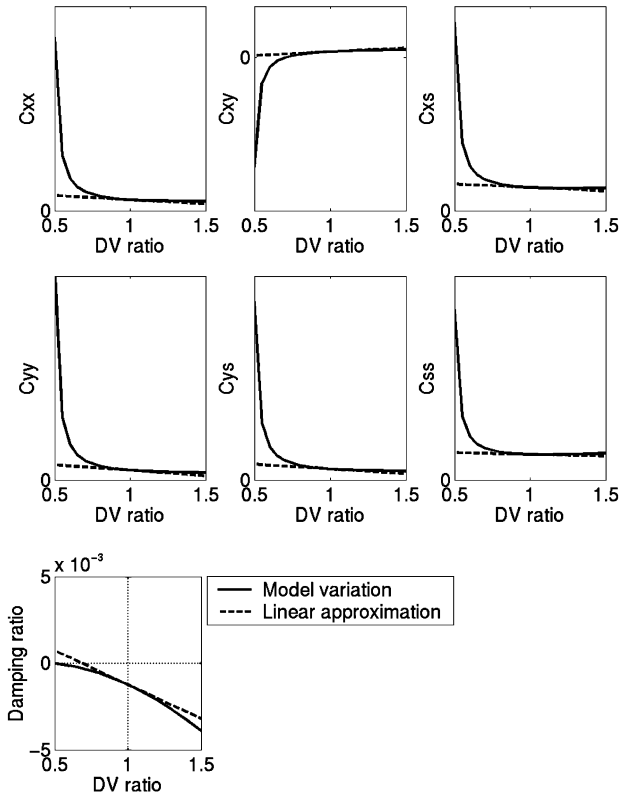 Cxx
0
0.5 1 1.5
DV ratio
Cxy
0
0.5 1 1.5
DV ratio
Cxs
0
0.5 1 1.5
DV ratio
Cyy
0
0.5 1 1.5
DV ratio
Cys
0
0.5 1 1.5
DV ratio
Css
0
0.5 1 1.5
DV ratio
x 10⁻³
Damping ratio
5
0
−5
0.5 1 1.5
DV ratio
Model variation
Linear approximation